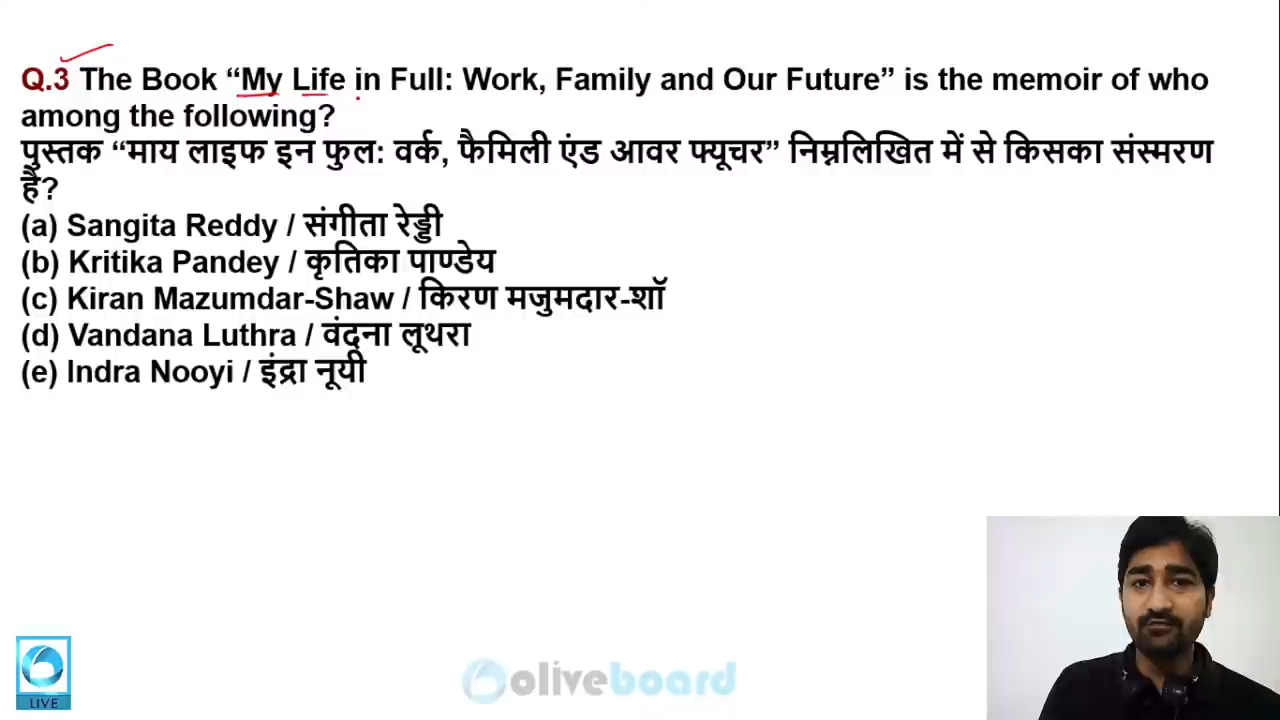 Q.3 The Book “My Life in Full: Work, Family and Our Future” is the memoir of who
among the following?
पुस्तक “माय लाइफ इन फुल: वर्क, फैमिली एंड आवर फ्यूचर” निम्नलिखित में से किसका संस्मरण
है?
(a) Sangita Reddy / संगीता रेड्डी
(b) Kritika Pandey / कृतिका पाण्डेय
(c) Kiran Mazumdar-Shaw / किरण मजुमदार-शॉ
(d) Vandana Luthra / वंदना लूथरा
(e) Indra Nooyi / इंद्रा नूयी
LIVE
oliveboard